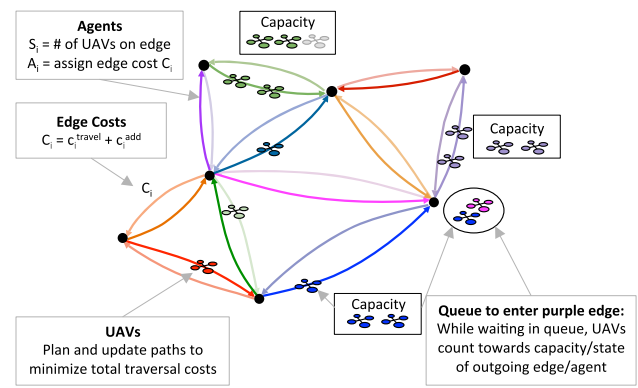 Agents
Sᵢ = # of UAVs on edge
Aᵢ = assign edge cost Cᵢ
Capacity
Edge Costs
Cᵢ = cᵢᵗʳᵃᵛᵉˡ + cᵢᵃᵈᵈ
Capacity
Cᵢ
Capacity
UAVs
Plan and update paths to
minimize total traversal costs
Queue to enter purple edge:
While waiting in queue, UAVs
count towards capacity/state
of outgoing edge/agent